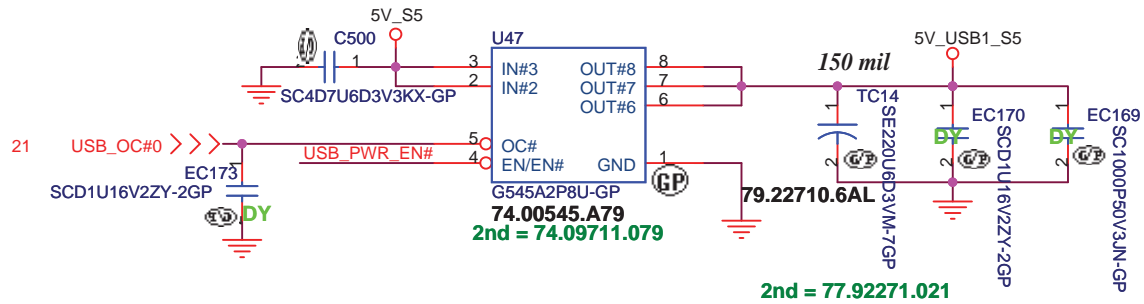 5V_S5
C500
1
SC4D7U6D3V3KX-GP
U47
3 IN#3
2 IN#2
5 OC#
4 EN/EN#
OUT#8 8
OUT#7 7
OUT#6 6
GND 1
GP
G545A2P8U-GP
74.00545.A79
2nd = 74.09711.079
21
USB_OC#0
USB_PWR_EN#
EC173
1
SCD1U16V2ZY-2GP
DY
150 mil
5V_USB1_S5
TC14
1
2
G/P
SE220U6D3VM-7GP
79.22710.6AL
2nd = 77.92271.021
EC170
1
DY
2
G/P
SCD1U16V2ZY-2GP
EC169
1
DY
2
G/P
SC1000P50V3JN-GP